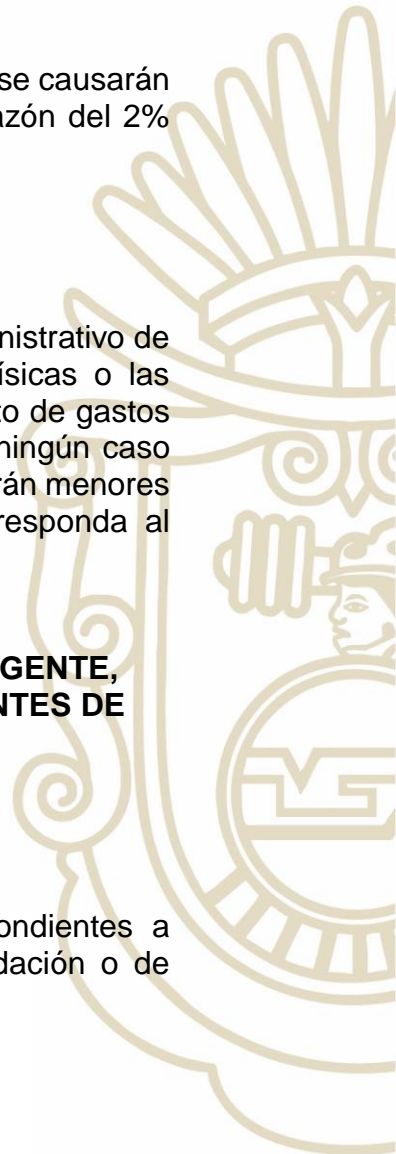 se causarán
azón del 2%
nistrativo de
ísicas o las
to de gastos
ningún caso
rán menores
responda al
GENTE,
NTES DE
ondientes a
dación o de